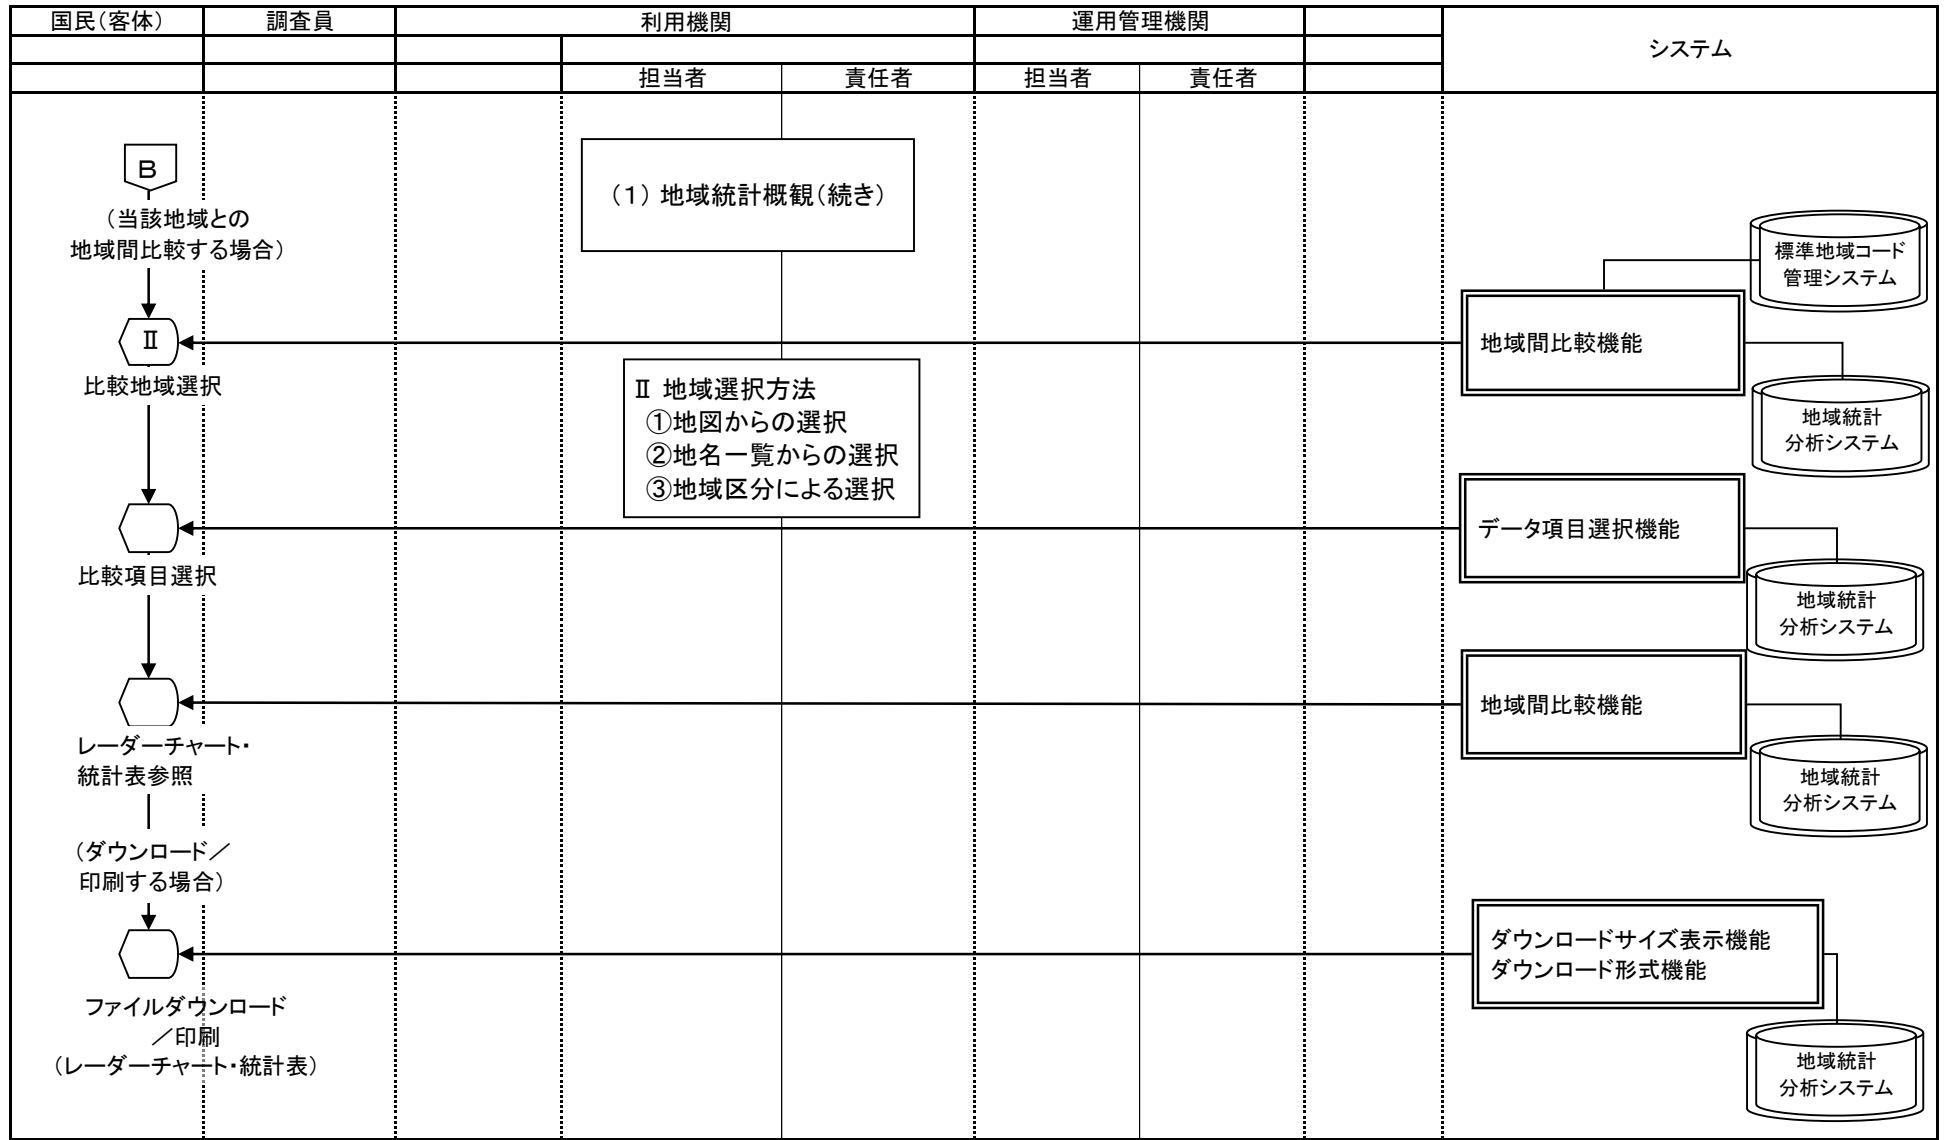 国民（客体）
調査員
利用機関
運用管理機関
システム
担当者
責任者
担当者
責任者
B
（1） 地域統計概観（続き）
（当該地域との
地域間比較する場合）
標準地域コード
管理システム
Ⅱ
地域間比較機能
比較地域選択
Ⅱ 地域選択方法
①地図からの選択
②地名一覧からの選択
③地域区分による選択
地域統計
分析システム
データ項目選択機能
比較項目選択
地域統計
分析システム
地域間比較機能
レーダーチャート・
統計表参照
地域統計
分析システム
（ダウンロード／
印刷する場合）
ダウンロードサイズ表示機能
ダウンロード形式機能
ファイルダウンロード
／印刷
（レーダーチャート・統計表）
地域統計
分析システム